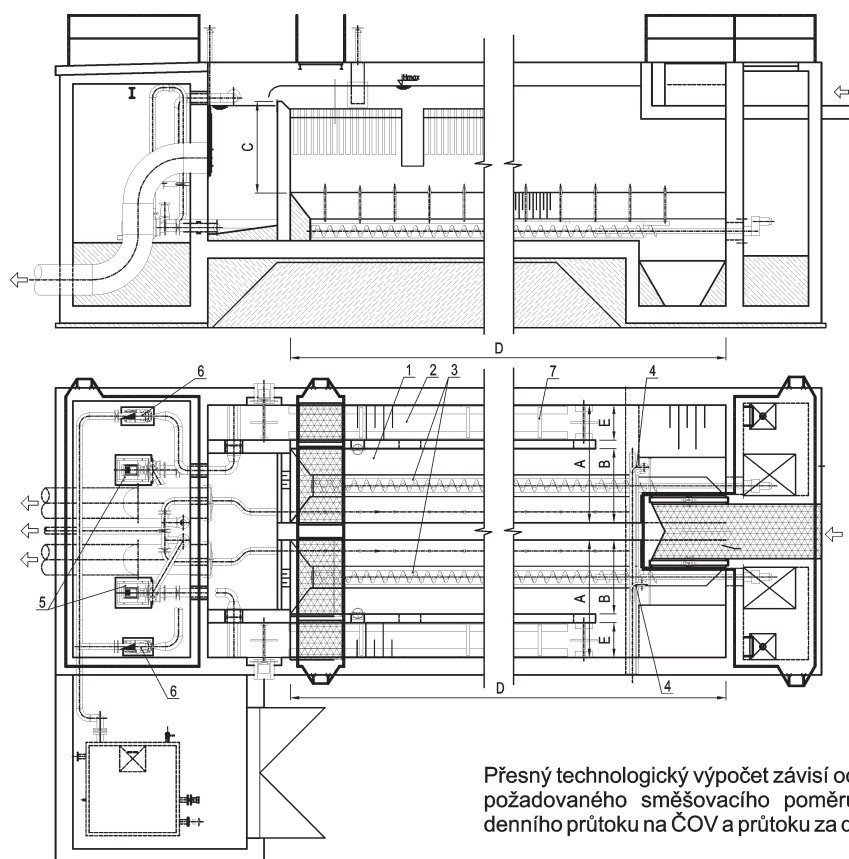 I
Hmax
C
D
6
1
2
3
7
4
E
A
B
5
A
B
E
6
4
D
Přesný technologický výpočet závisí
požadovaného směšovacího poměru
denního průtoku na ČOV a průtoku za